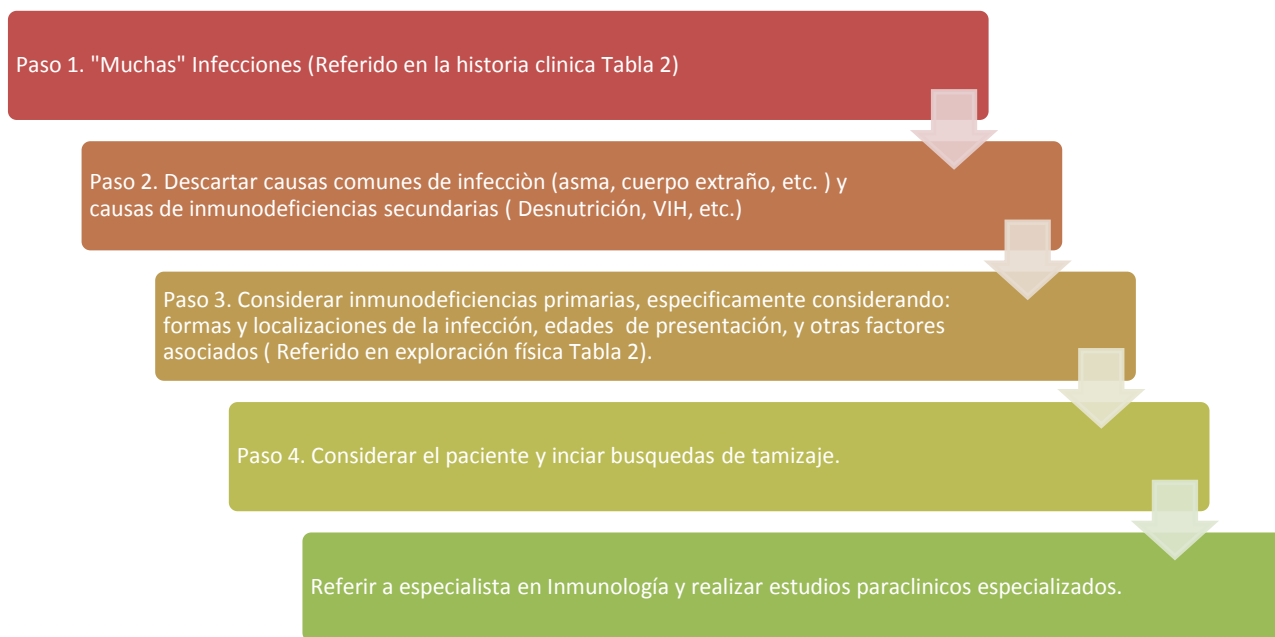 Paso 1. "Muchas" Infecciones (Referido en la historia clinica Tabla 2)
Paso 2. Descartar causas comunes de infecciòn (asma, cuerpo extraño, etc. ) y
causas de inmunodeficiencias secundarias ( Desnutrición, VIH, etc.)
Paso 3. Considerar inmunodeficiencias primarias, especificamente considerando:
formas y localizaciones de la infección, edades de presentación, y otras factores
asociados ( Referido en exploración física Tabla 2).
Paso 4. Considerar el paciente y inciar busquedas de tamizaje.
Referir a especialista en Inmunología y realizar estudios paraclinicos especializados.